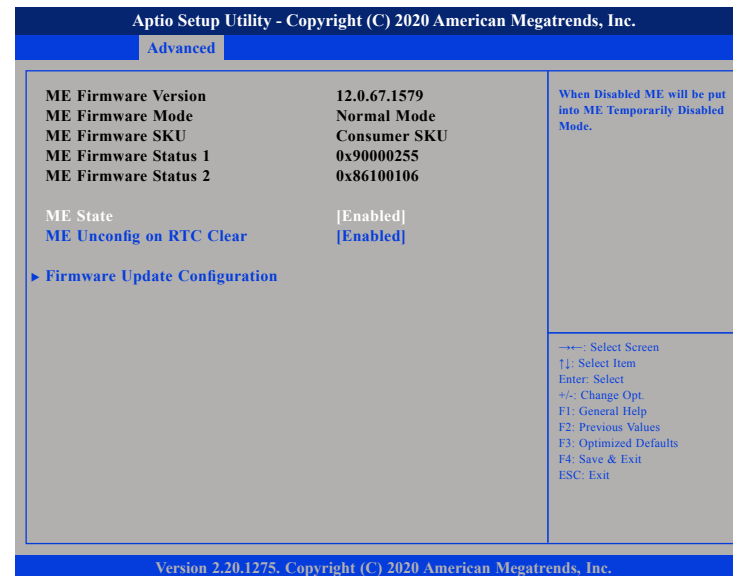 Aptio Setup Utility - Copyright (C) 2020 American Megatrends, Inc.
Advanced
ME Firmware Version 12.0.67.1579
ME Firmware Mode Normal Mode
ME Firmware SKU Consumer SKU
ME Firmware Status 1 0x90000255
ME Firmware Status 2 0x86100106
ME State [Enabled]
ME Unconfig on RTC Clear [Enabled]
▶ Firmware Update Configuration
When Disabled ME will be put
into ME Temporarily Disabled
Mode.
→←: Select Screen
↑↓: Select Item
Enter: Select
+/-: Change Opt.
F1: General Help
F2: Previous Values
F3: Optimized Defaults
F4: Save & Exit
ESC: Exit
Version 2.20.1275. Copyright (C) 2020 American Megatrends, Inc.